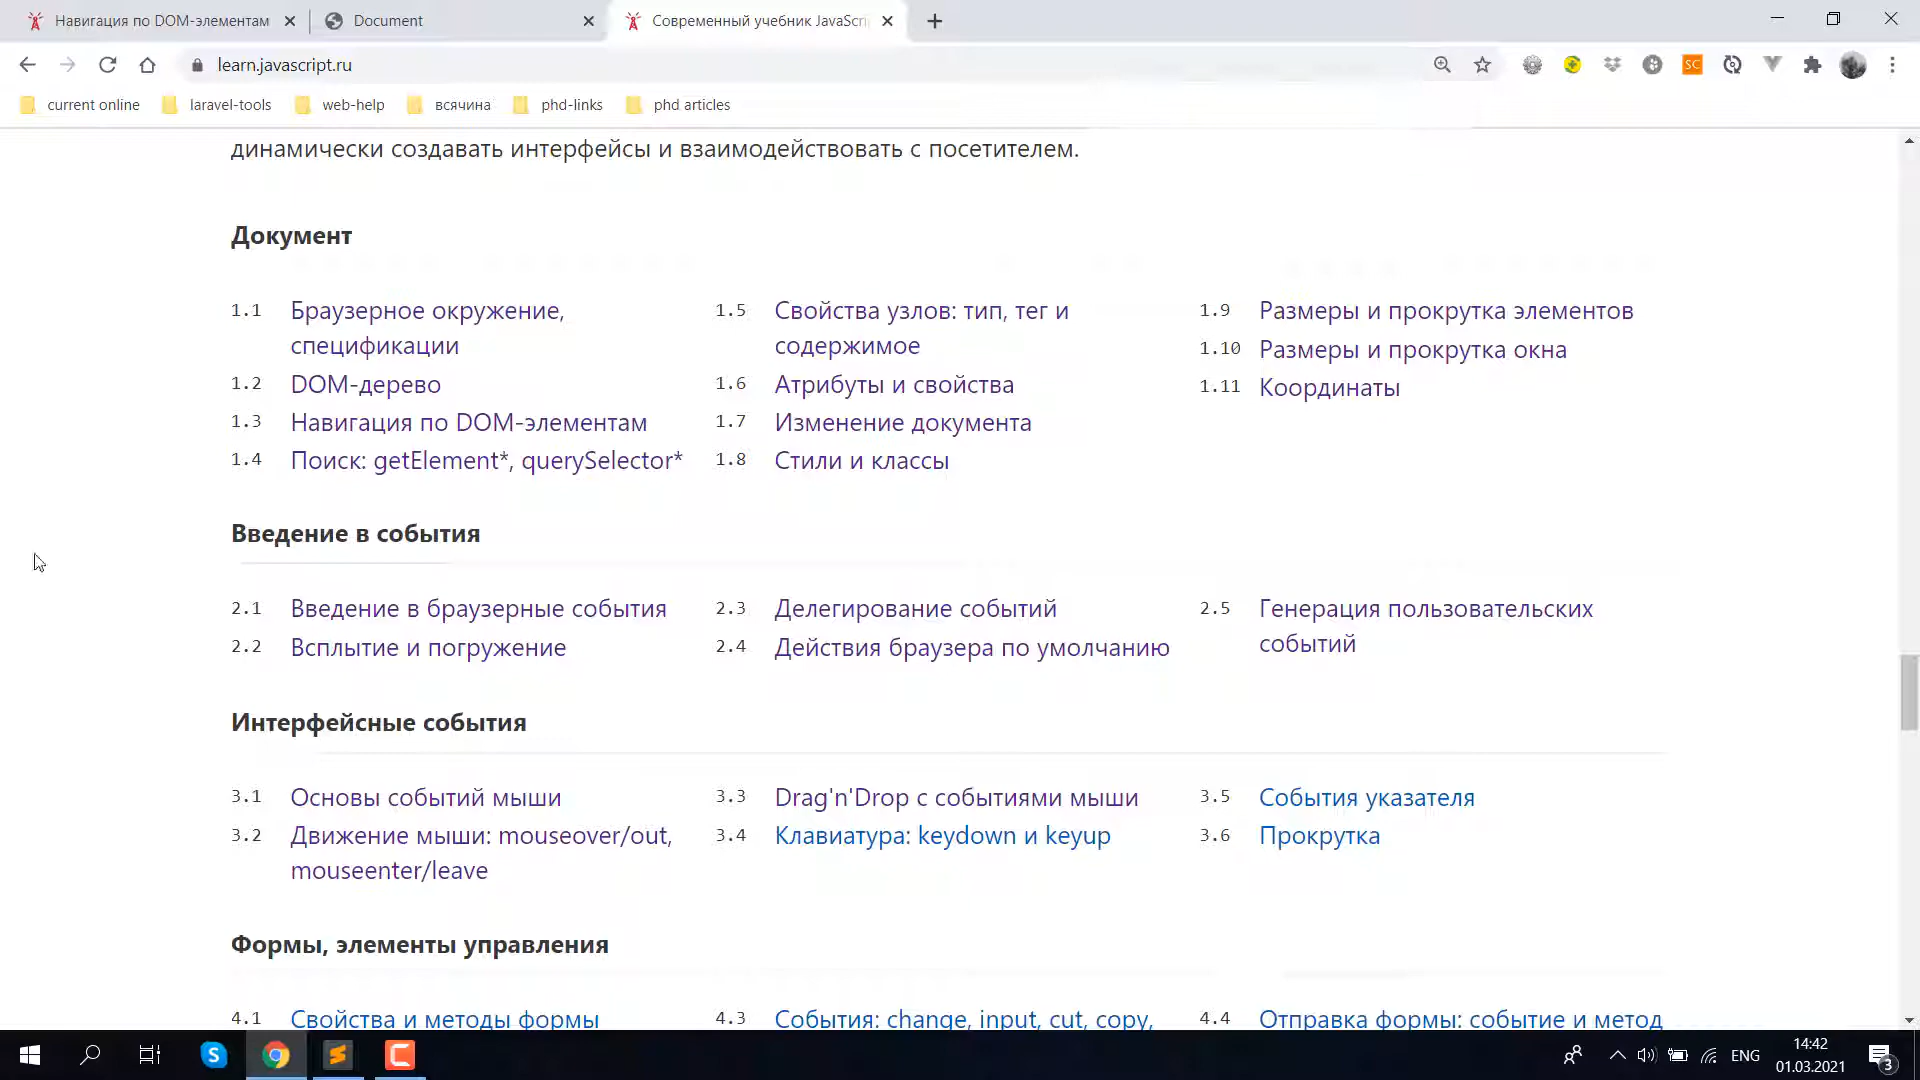 Навигация по DOM-элементам
Document
Современный учебник JavaScri
learn.javascript.ru
SC
current online
laravel-tools
web-help
всячина
phd-links
phd articles
динамически создавать интерфейсы и взаимодействовать с посетителем.
Документ
1.1 Браузерное окружение,
спецификации
1.2 DOM-дерево
1.3 Навигация по DOM-элементам
1.4 Поиск: getElement*, querySelector*
1.5 Свойства узлов: тип, тег и
содержимое
1.6 Атрибуты и свойства
1.7 Изменение документа
1.8 Стили и классы
1.9 Размеры и прокрутка элементов
1.10 Размеры и прокрутка окна
1.11 Координаты
Введение в события
2.1 Введение в браузерные события
2.2 Всплытие и погружение
2.3 Делегирование событий
2.4 Действия браузера по умолчанию
2.5 Генерация пользовательских
событий
Интерфейсные события
3.1 Основы событий мыши
3.2 Движение мыши: mouseover/out,
mouseenter/leave
3.3 Drag'n'Drop с событиями мыши
3.4 Клавиатура: keydown и keyup
3.5 События указателя
3.6 Прокрутка
Формы, элементы управления
4.1 Свойства и методы формы
4.3 События: change, input, cut, copy,
4.4 Отправка формы: событие и метод
ENG
14:42
01.03.2021
3